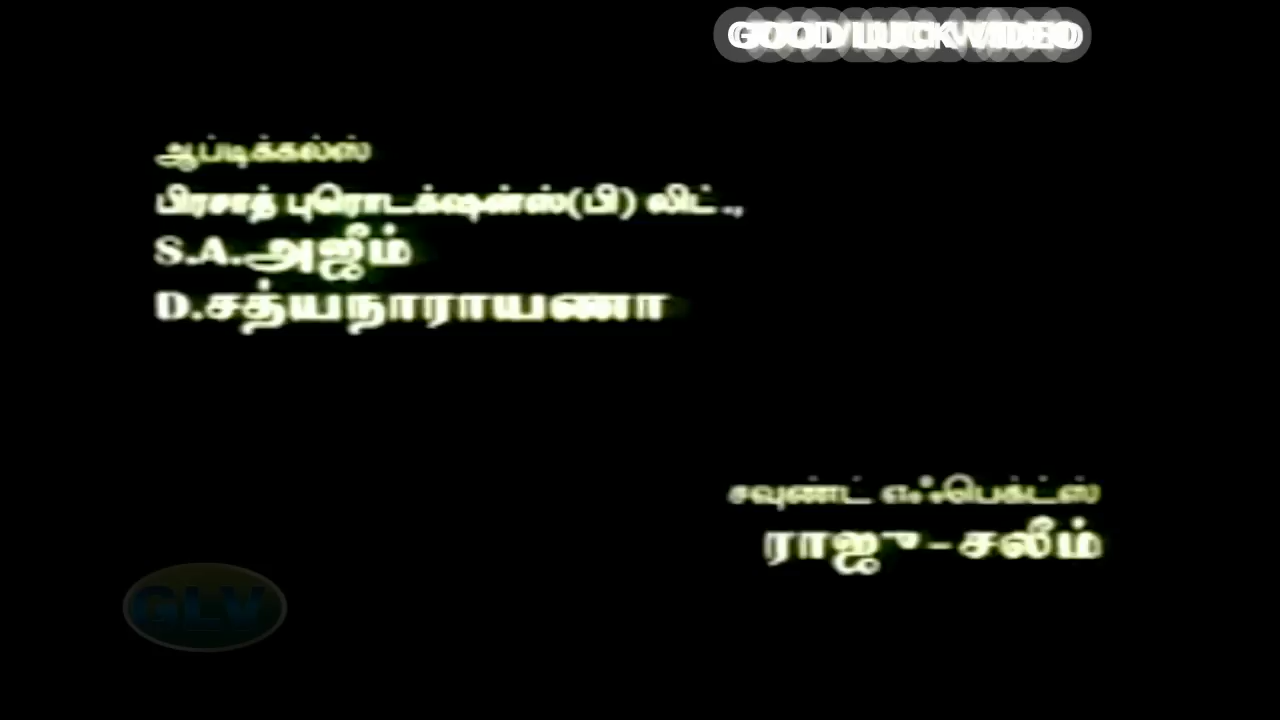 GOOD LUCK VIDEO
ஆப்டிக்கல்ஸ்
பிரசாத் புரொடக்ஷன்ஸ்(பி) லிட்.,
S.A.அஜீம்
D.சத்யநாராயணா
சவுண்ட் எஃபெக்ட்ஸ்
ராஜு-சலீம்
GLV